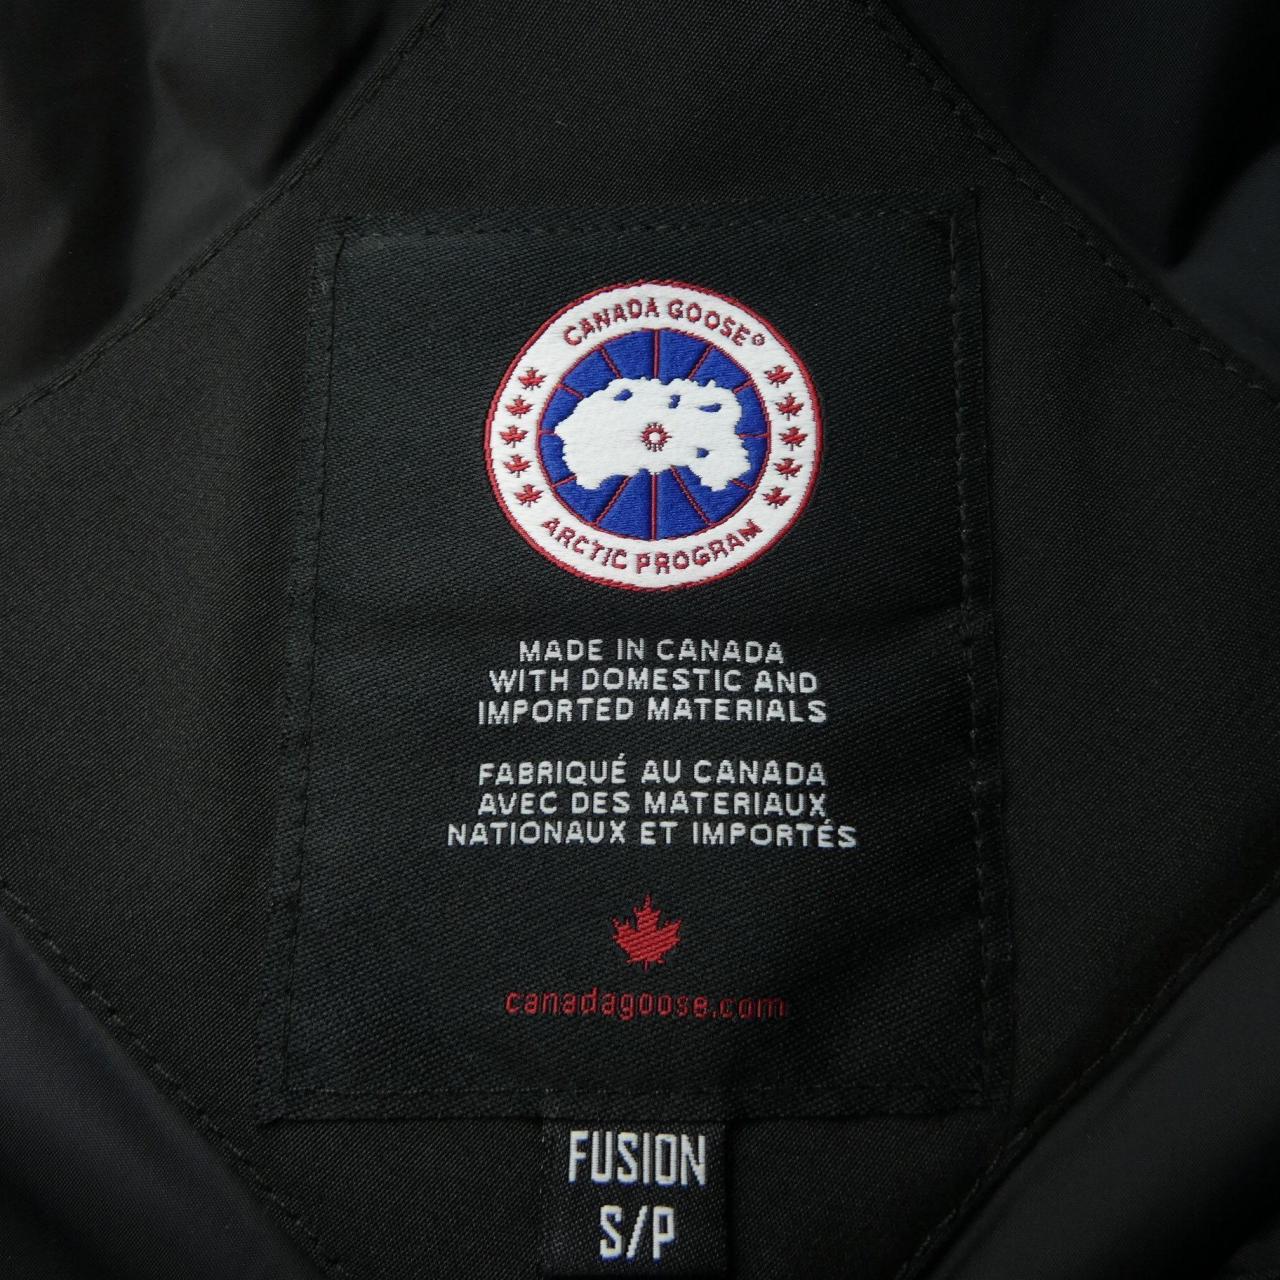 CANADA GOOSE®
ARCTIC PROGRAM
MADE IN CANADA
WITH DOMESTIC AND
IMPORTED MATERIALS
FABRIQUÉ AU CANADA
AVEC DES MATERIAUX
NATIONAUX ET IMPORTÉS
canadagoose.com
FUSION
S/P